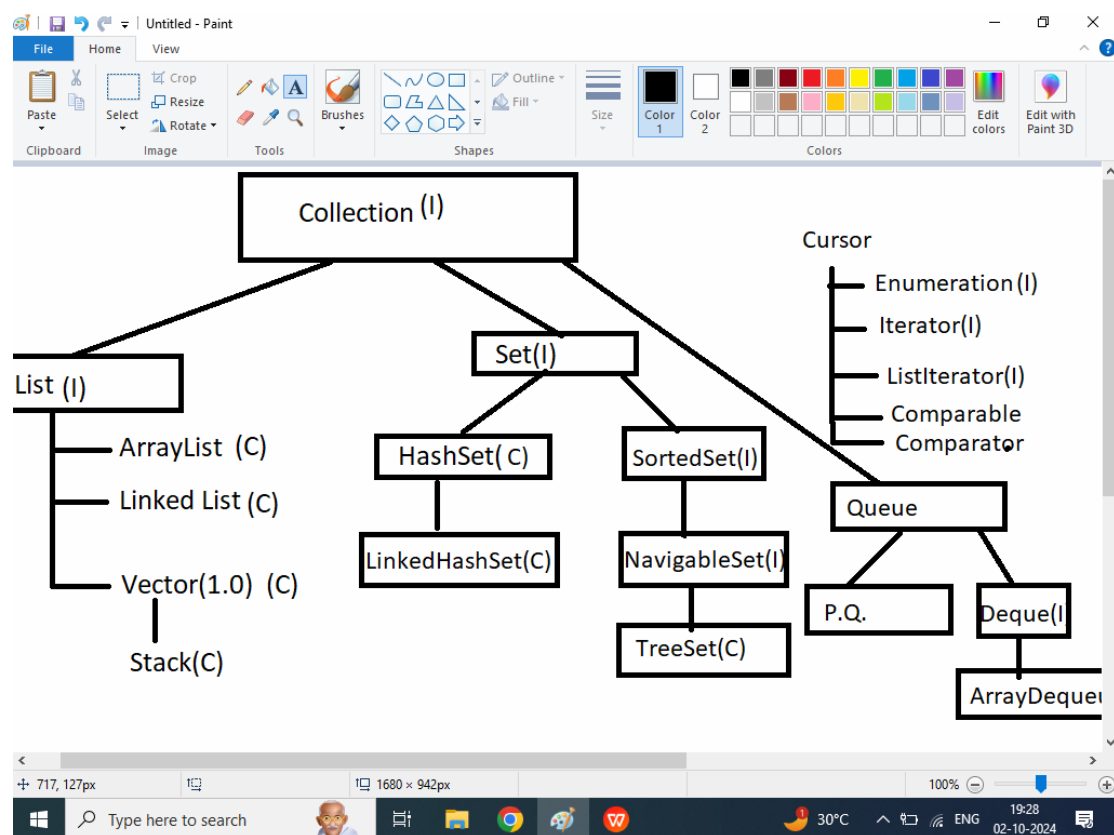 Untitled - Paint
File Home View
Paste
Clipboard
Select
Crop
Resize
Rotate
Image
Tools
Brushes
Outline
Fill
Shapes
Size
Color 1
Color 2
Edit colors
Colors
Edit with Paint 3D
Collection (I)
List (I)
ArrayList (C)
Linked List (C)
Vector(1.0) (C)
Stack(C)
Set(I)
HashSet( C)
LinkedHashSet(C)
SortedSet(I)
NavigableSet(I)
TreeSet(C)
Cursor
Enumeration (I)
Iterator(I)
ListIterator(I)
Comparable
Comparator
Queue
P.Q.
Deque(I
ArrayDequeu
717, 127px
1680 × 942px
100%
Type here to search
1
30°C
ENG
19:28
02-10-2024